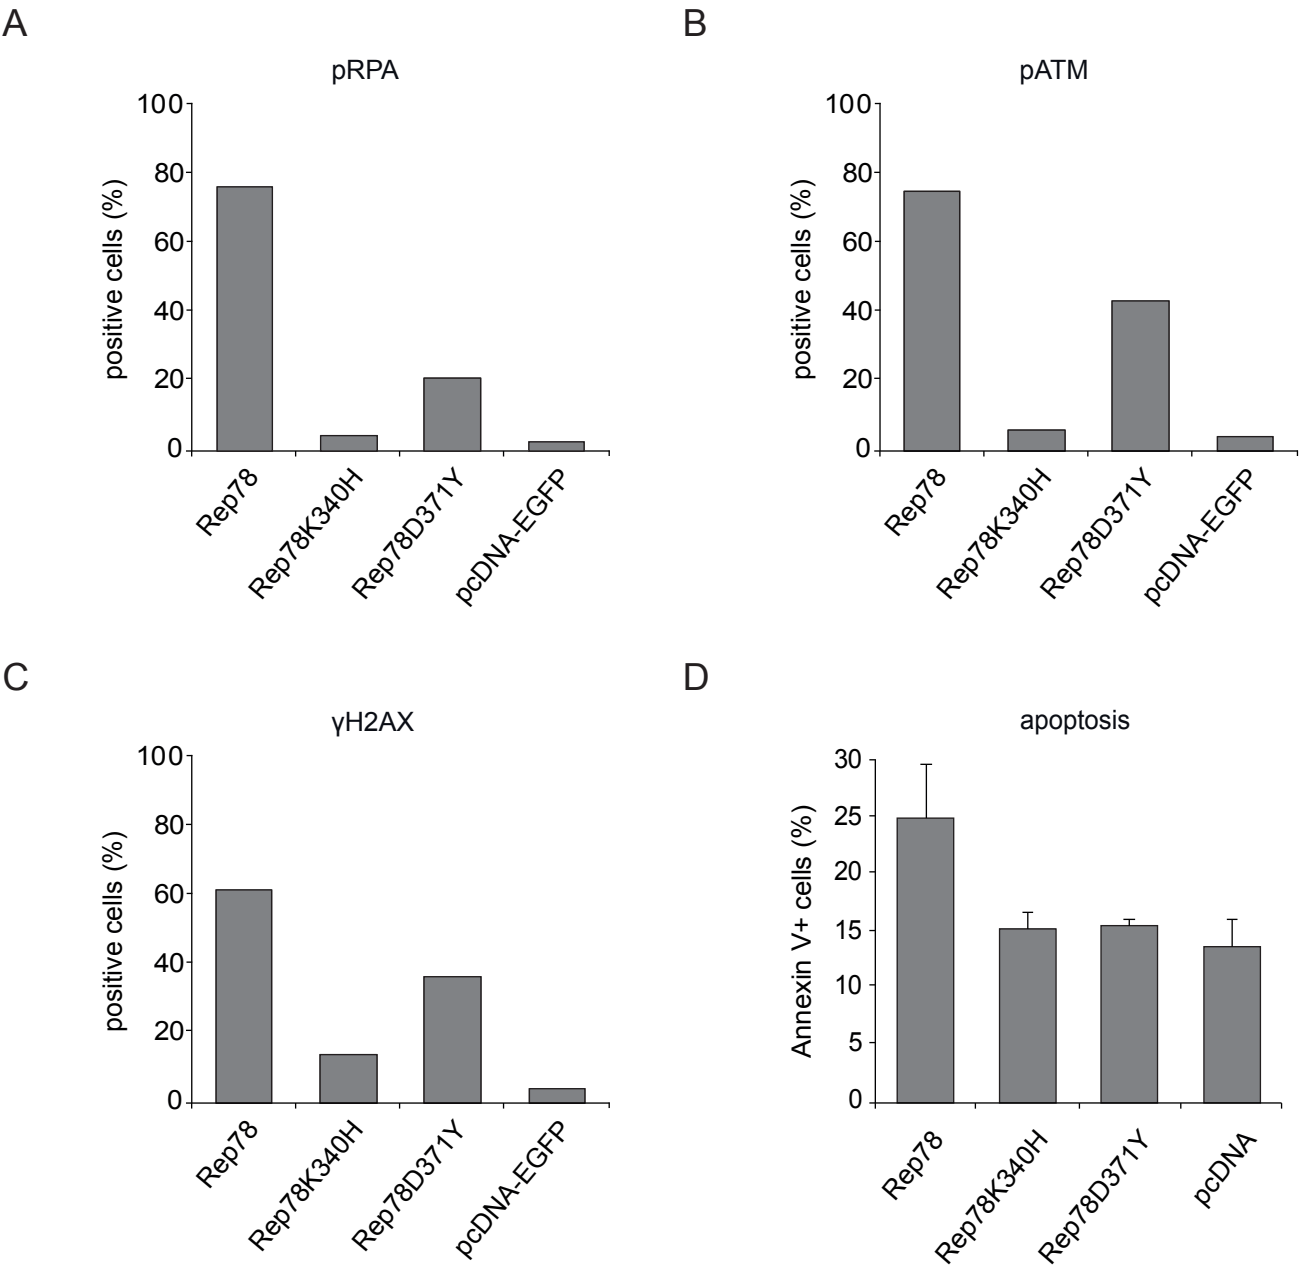 A
pRPA
positive cells (%)
100
80
60
40
20
0
Rep78
Rep78K340H
Rep78D371Y
pcDNA-EGFP
B
pATM
positive cells (%)
100
80
60
40
20
0
Rep78
Rep78K340H
Rep78D371Y
pcDNA-EGFP
C
γH2AX
positive cells (%)
100
80
60
40
20
0
Rep78
Rep78K340H
Rep78D371Y
pcDNA-EGFP
D
apoptosis
Annexin V+ cells (%)
30
25
20
15
10
5
0
Rep78
Rep78K340H
Rep78D371Y
pcDNA